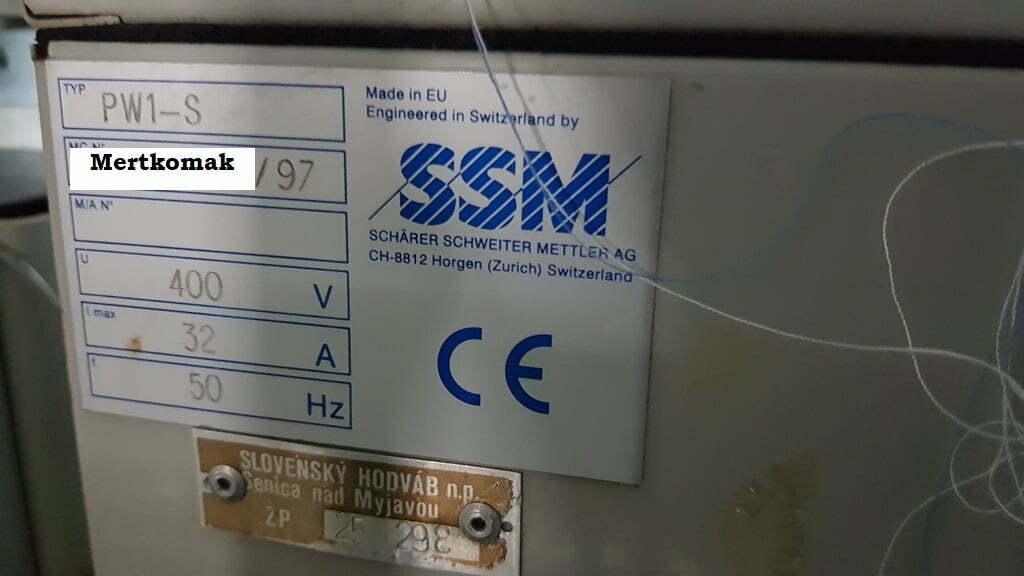 TYP
PW1-S
MC N°
Mertkomak /97
M/A N°
U
400 V
I max
32 A
f
50 Hz
Made in EU
Engineered in Switzerland by
SSM
SCHÄRER SCHWEITER METTLER AG
CH-8812 Horgen (Zurich) Switzerland
CE
SLOVENSKÝ HODVÁB n.p.
Senica nad Myjavou
ZP 25 298